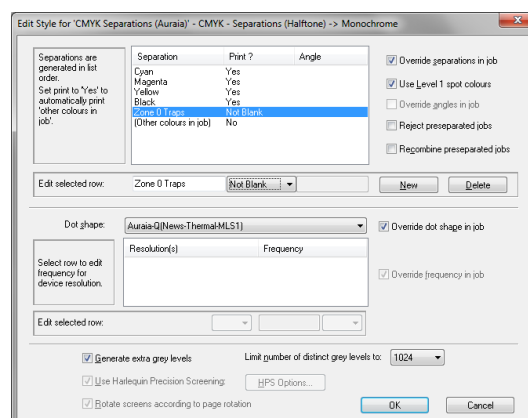 Edit Style for 'CMYK Separations (Auraia)' - CMYK - Separations (Halftone) -> Monochrome
Separations are
generated in list
order.
Set print to 'Yes' to
automatically print
'other colours in
job'.
Separation Print ? Angle
Cyan Yes
Magenta Yes
Yellow Yes
Black Yes
Zone 0 Traps Not Blank
(Other colours in job) No
Override separations in job
Use Level 1 spot colours
Override angles in job
Reject preseparated jobs
Recombine preseparated jobs
Edit selected row: Zone 0 Traps Not Blank New Delete
Dot shape: Auraia-Q(News-Thermal-MLS1) Override dot shape in job
Select row to edit
frequency for
device resolution.
Resolution(s) Frequency
Override frequency in job
Edit selected row:
Generate extra grey levels Limit number of distinct grey levels to: 1024
Use Harlequin Precision Screening: HPS Options...
Rotate screens according to page rotation
OK Cancel